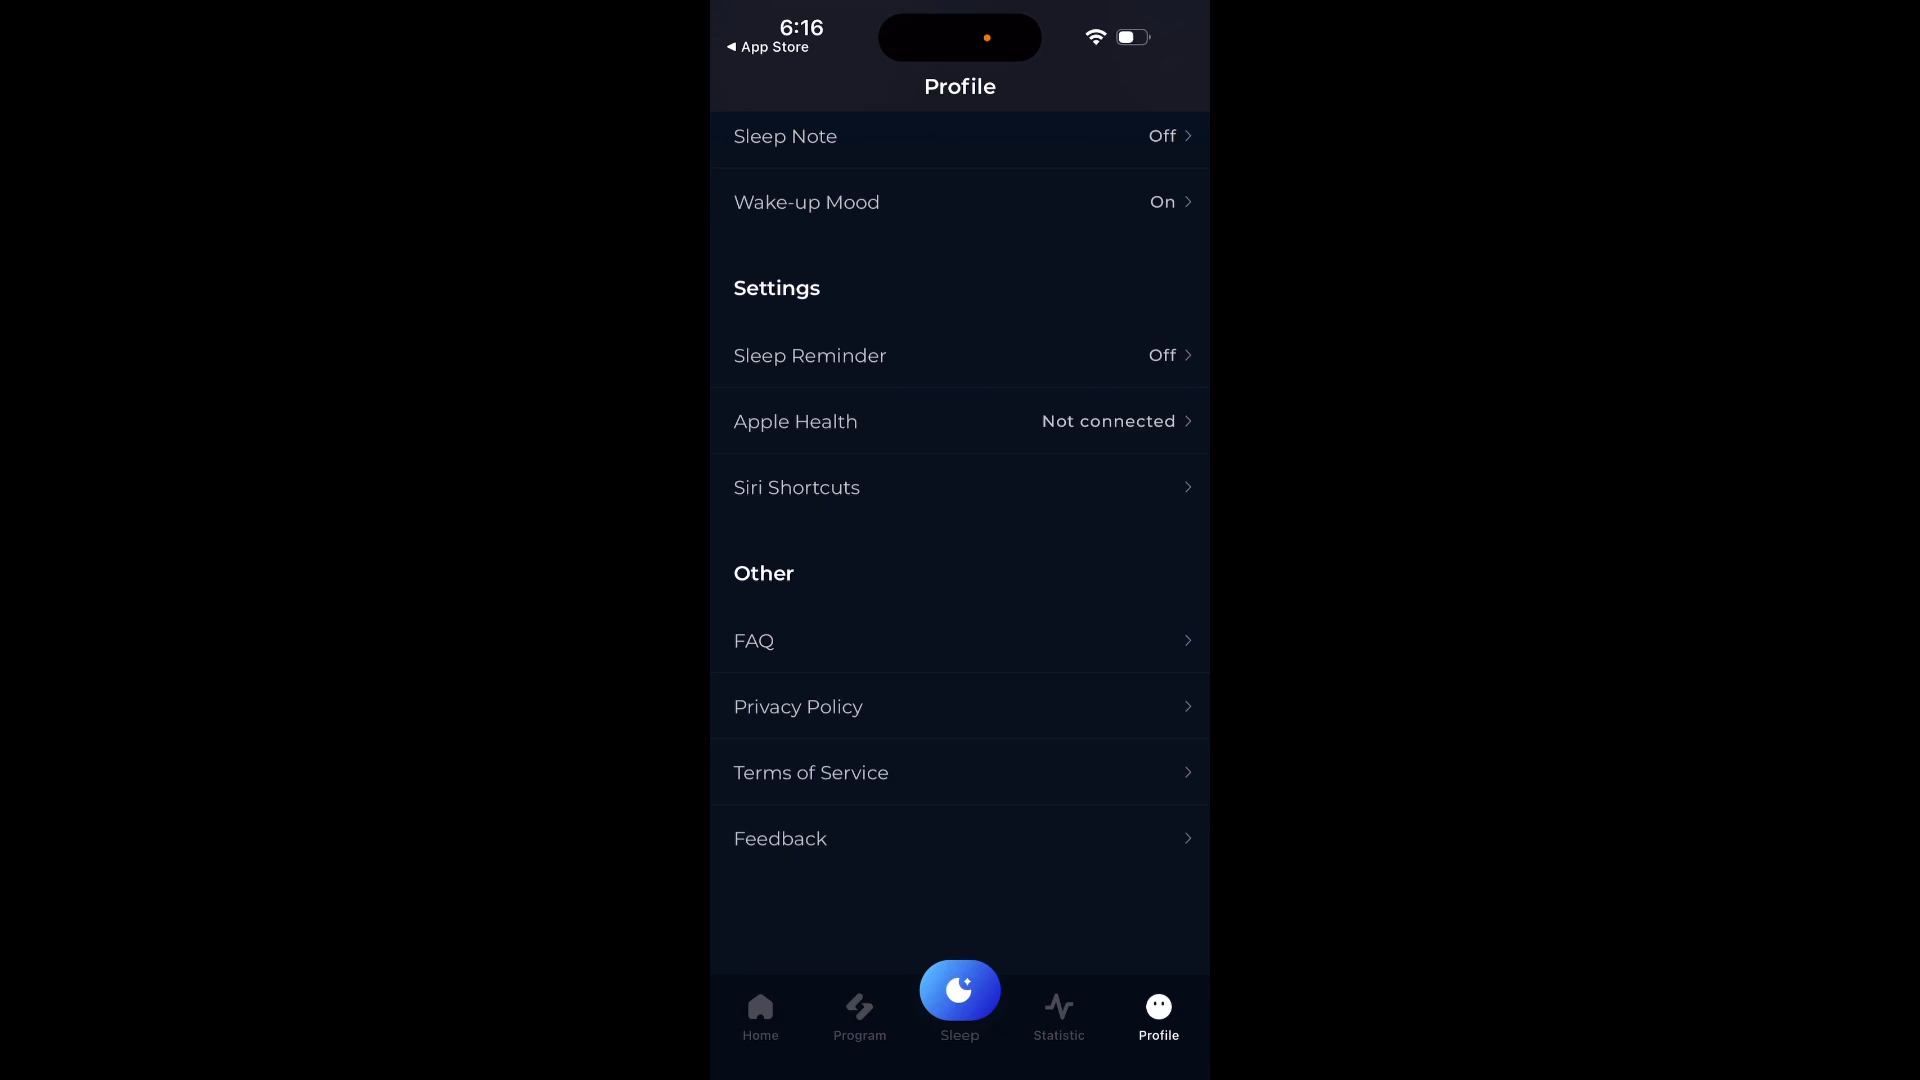 6:16
◀ App Store
Profile
Sleep Note Off
Wake-up Mood On
Settings
Sleep Reminder Off
Apple Health Not connected
Siri Shortcuts
Other
FAQ
Privacy Policy
Terms of Service
Feedback
Home Program Sleep Statistic Profile